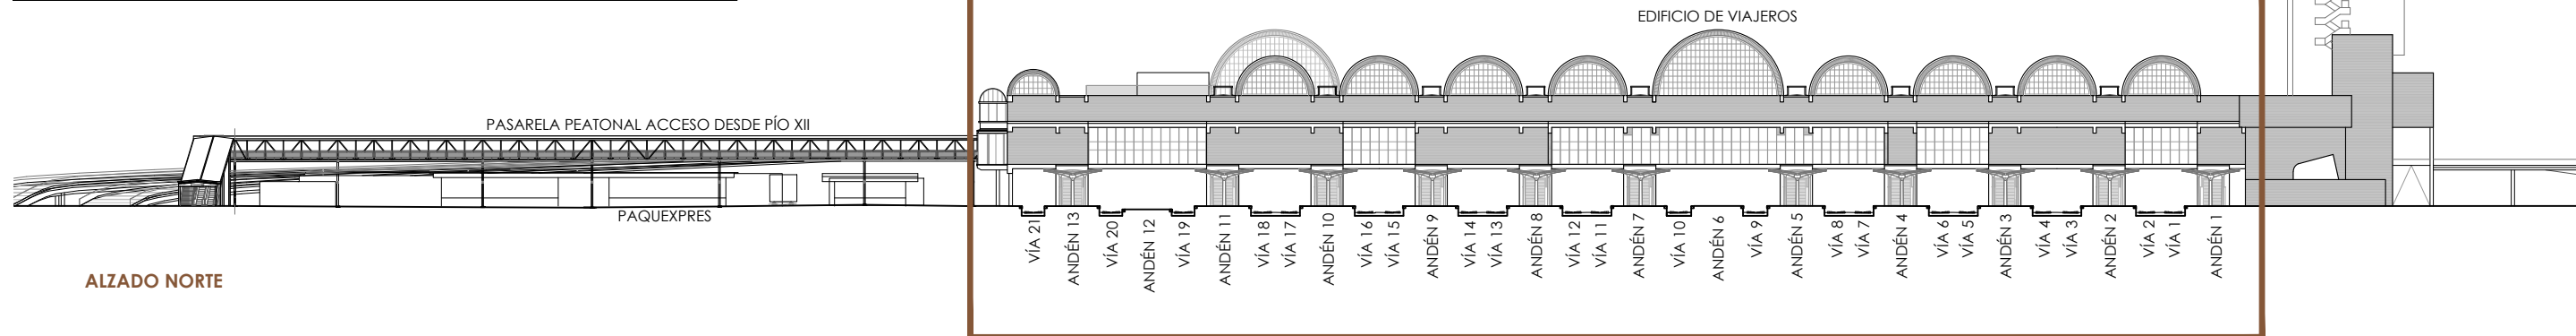 EDIFICIO DE VIAJEROS
PASARELA PEATONAL ACCESO DESDE PÍO XII
PAQUEXPRES
VÍA 21
ANDÉN 13
VÍA 20
ANDÉN 12
VÍA 19
ANDÉN 11
VÍA 18
VÍA 17
ANDÉN 10
VÍA 16
VÍA 15
ANDÉN 9
VÍA 14
VÍA 13
ANDÉN 8
VÍA 12
VÍA 11
ANDÉN 7
VÍA 10
ANDÉN 6
VÍA 9
ANDÉN 5
VÍA 8
VÍA 7
ANDÉN 4
VÍA 6
VÍA 5
ANDÉN 3
VÍA 4
VÍA 3
ANDÉN 2
VÍA 2
VÍA 1
ANDÉN 1
ALZADO NORTE